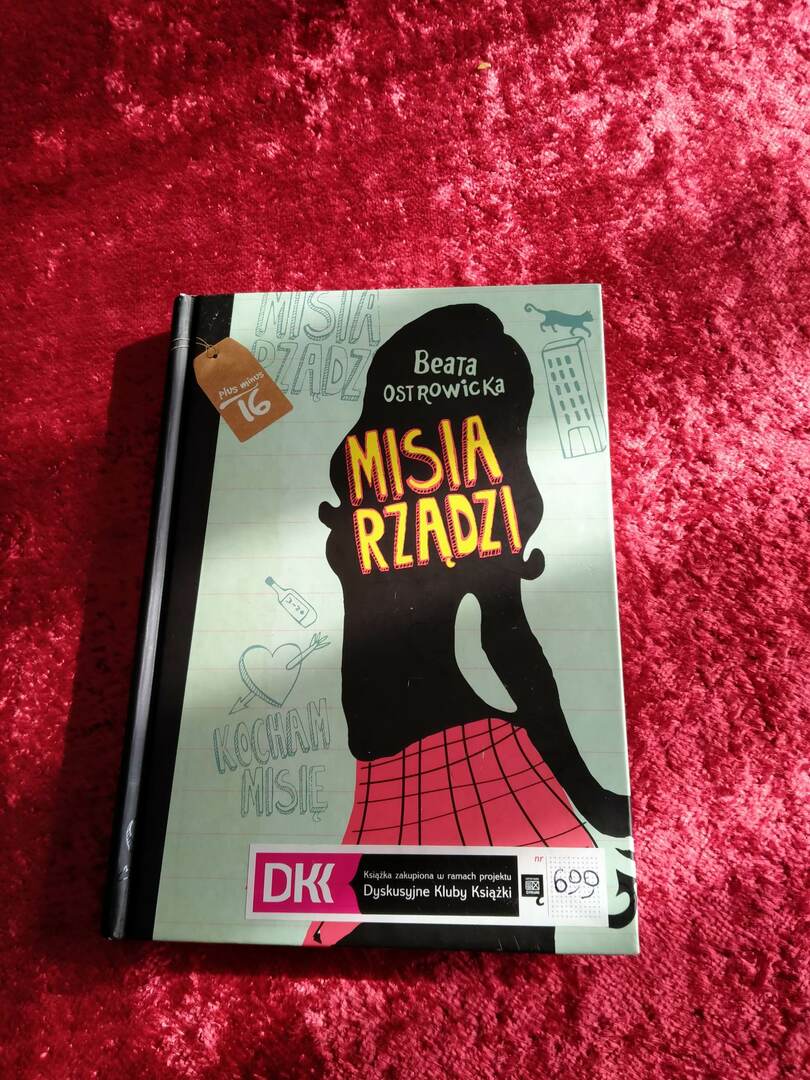 MISIA
RZĄDZI
plus minus
16
Beata
OSTROWICKA
MISIA
RZĄDZI
KOCHAM
MISIĘ
DKK
Książka zakupiona w ramach projektu
Dyskusyjne Kluby Książki
nr
699